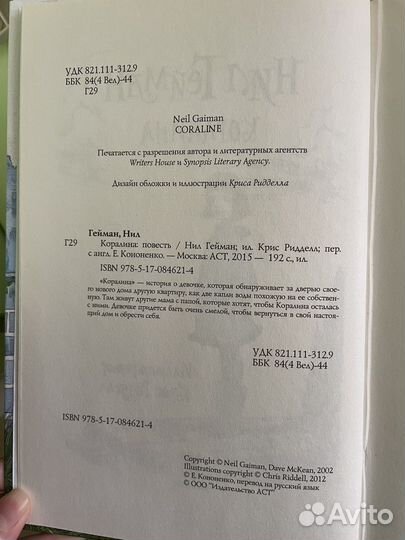 УДК 821.111-312.9
ББК 84(4 Вел)-44
Г29
Neil Gaiman
CORALINE
Печатается с разрешения автора и литературных агентств
Writers House и Synopsis Literary Agency.
Дизайн обложки и иллюстрации Криса Ридделла
Гейман, Нил
Г29 Коралина: повесть / Нил Гейман; ил. Крис Ридделл; пер.
с англ. Е. Кононенко. — Москва: АСТ, 2015 — 192 с., ил.
ISBN 978-5-17-084621-4
«Коралина» — история о девочке, которая обнаруживает за дверью свое-
го нового дома другую квартиру, как две капли воды похожую на ее собствен-
ную. Там живут другие мама с папой, которые хотят, чтобы Коралина осталась
с ними. Девочке придется быть очень смелой, чтобы вернуться в свой настоя-
щий дом и обрести себя.
УДК 821.111-312.9
ББК 84(4 Вел)-44
ISBN 978-5-17-084621-4
Copyright © Neil Gaiman, Dave McKean, 2002
Illustrations copyright © Chris Riddell, 2012
© Е. Кононенко, перевод на русский язык
© ООО "Издательство АСТ"
Avito